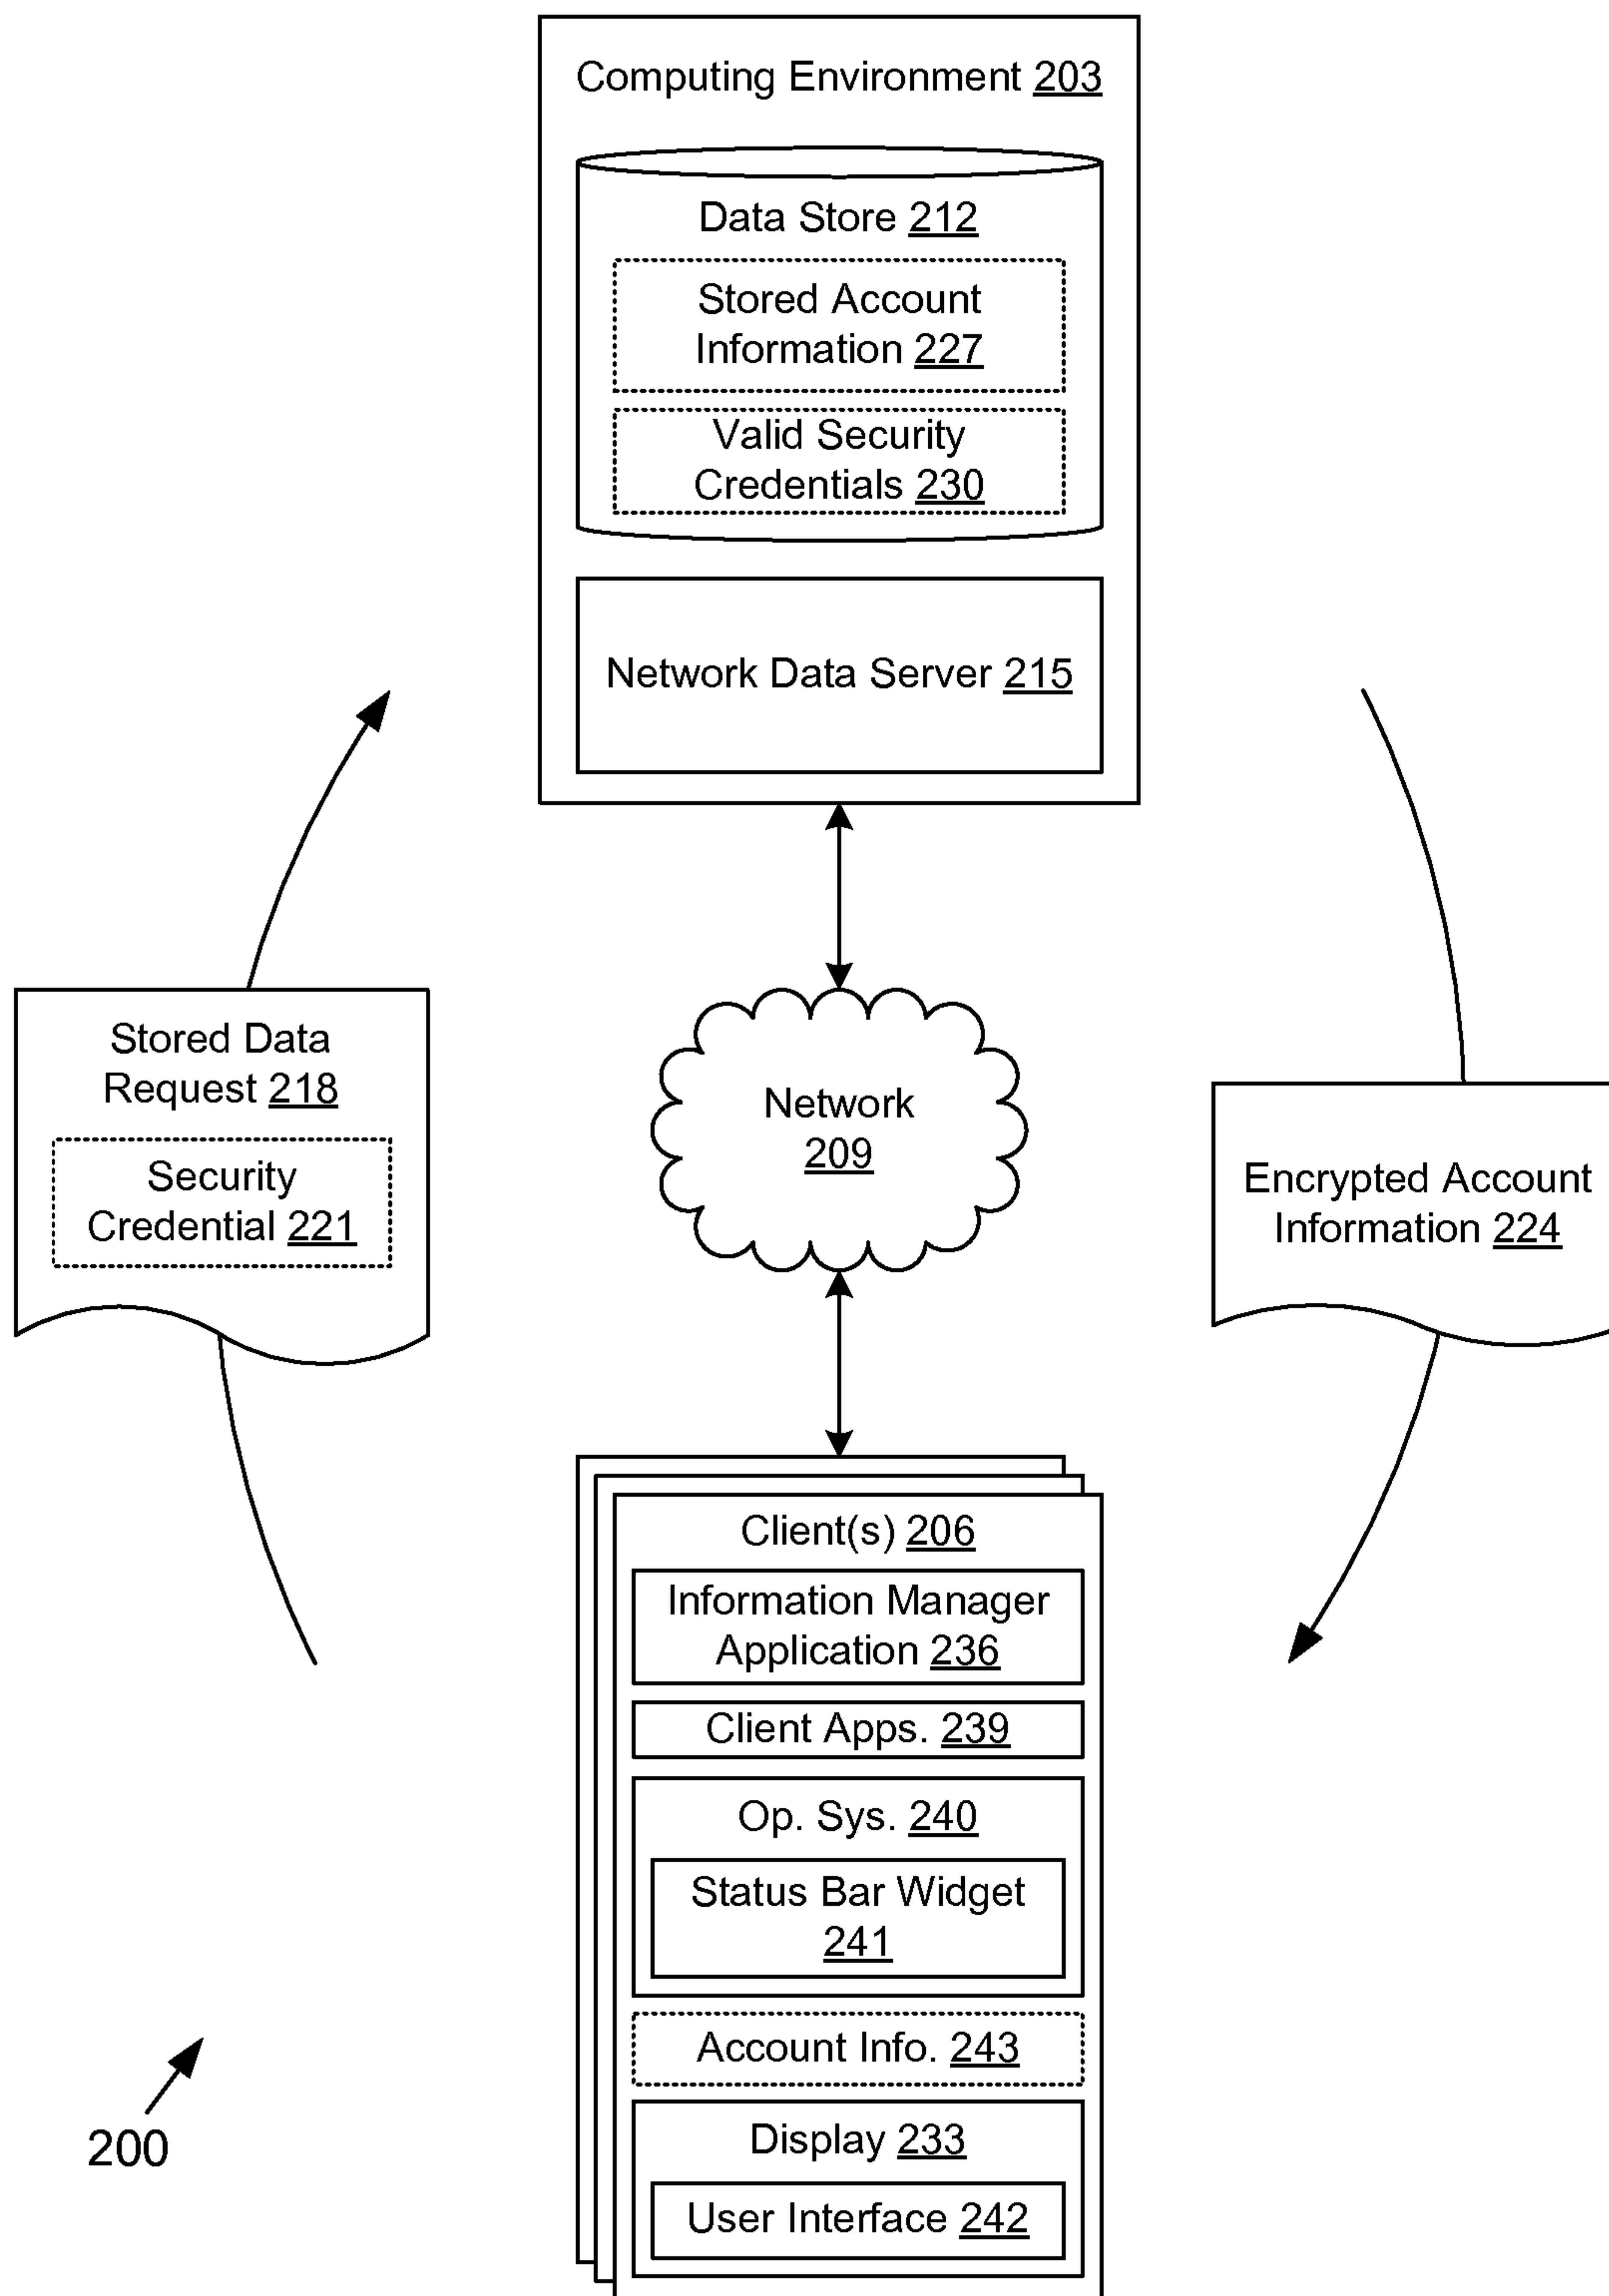 Computing Environment 203
Data Store 212
Stored Account
Information 227
Valid Security
Credentials 230
Network Data Server 215
Stored Data
Request 218
Security
Credential 221
Network
209
Encrypted Account
Information 224
Client(s) 206
Information Manager
Application 236
Client Apps. 239
Op. Sys. 240
Status Bar Widget
241
Account Info. 243
Display 233
User Interface 242
200